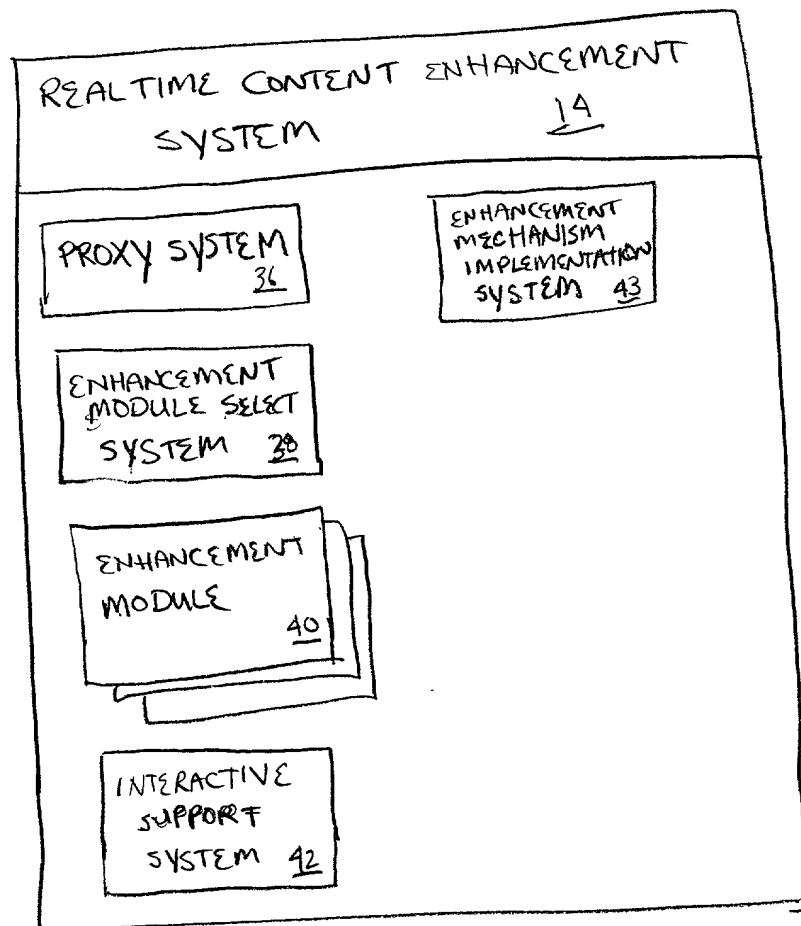 REALTIME CONTENT ENHANCEMENT
SYSTEM 14
PROXY SYSTEM
36
ENHANCEMENT
MECHANISM
IMPLEMENTATION
SYSTEM 43
ENHANCEMENT
MODULE SELECT
SYSTEM 38
ENHANCEMENT
MODULE
40
INTERACTIVE
SUPPORT
SYSTEM 42